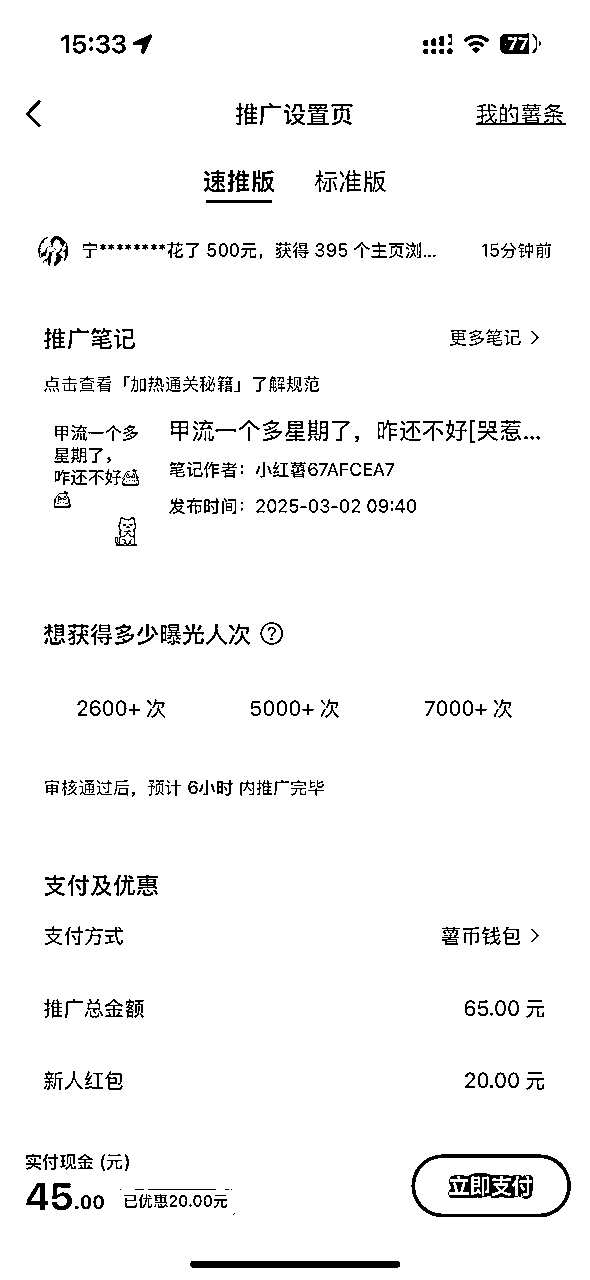 15:33
77
推广设置页
我的薯条
速推版
标准版
宁********花了 500元，获得 395 个主页浏...
15分钟前
推广笔记
更多笔记
点击查看「加热通关秘籍」了解规范
甲流一个多
星期了，
咋还不好
甲流一个多星期了，咋还不好[哭惹...
笔记作者：小红薯67AFCEA7
发布时间：2025-03-02 09:40
想获得多少曝光人次
2600+ 次
5000+ 次
7000+ 次
审核通过后，预计 6小时 内推广完毕
支付及优惠
支付方式
薯币钱包
推广总金额
65.00 元
新人红包
20.00 元
实付现金 (元)
45.00
已优惠20.00元
立即支付